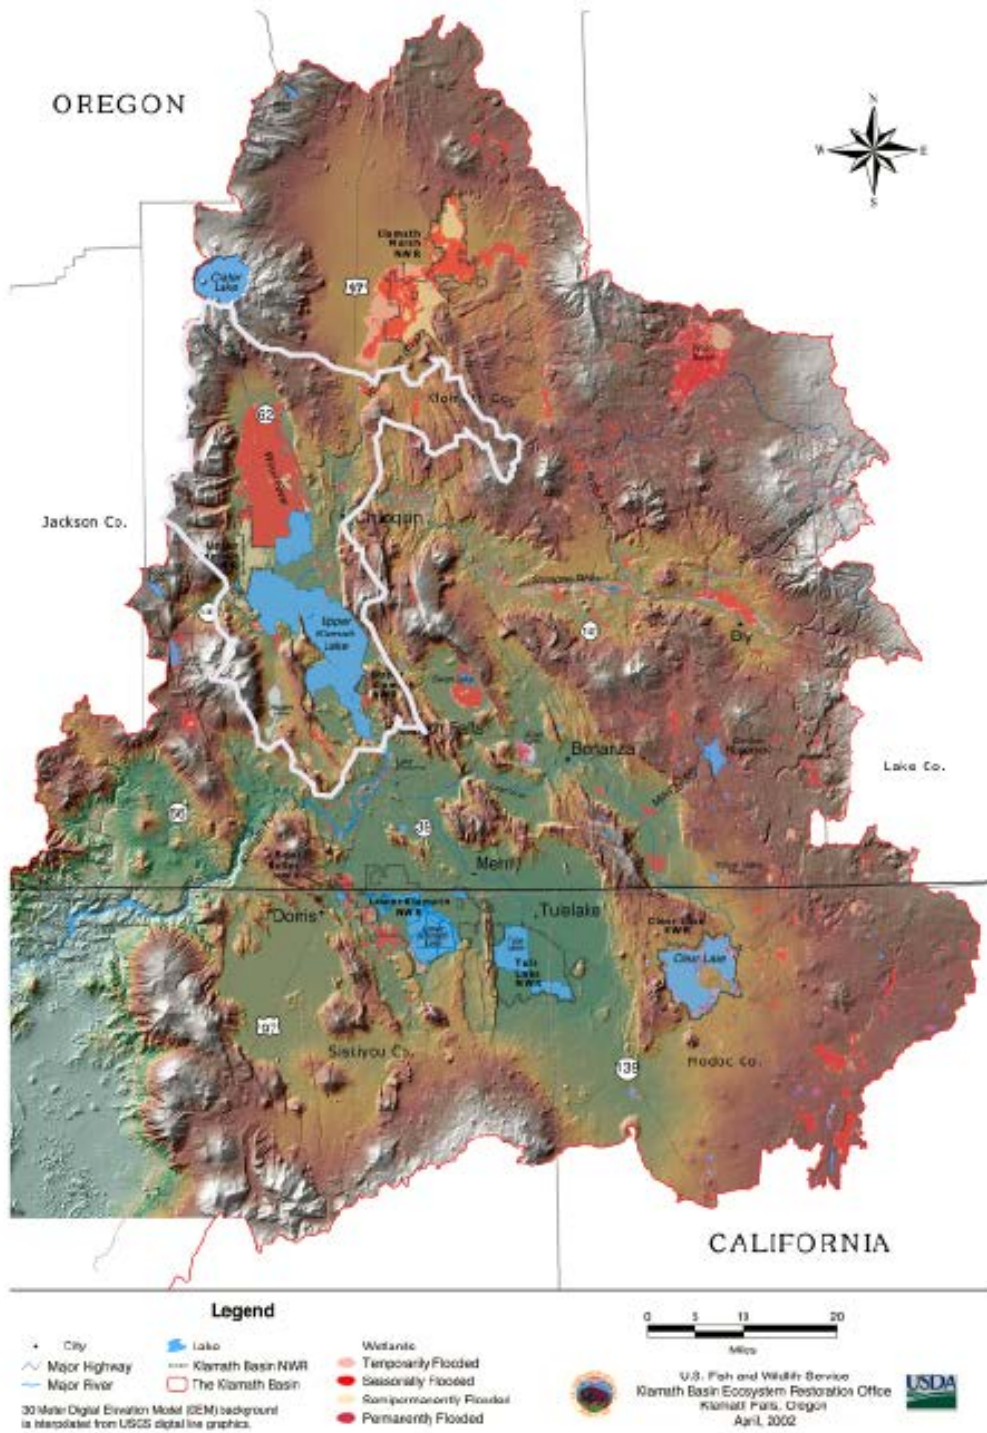 OREGON
N
W
E
S
Klamath
Marsh
NWR
Crater
Lake
97
Klamath Co.
62
Jackson Co.
Chiloquin
Upper
Klamath
Lake
Bly
Bonanza
Lake Co.
66
39
Merrill
Dorris
Lower Klamath
NWR
Tulelake
Tule
Lake
NWR
Clear Lake
NWR
Clear Lake
97
Siskiyou Co.
Modoc Co.
139
CALIFORNIA
Legend
City
Major Highway
Major River
Lake
Klamath Basin NWR
The Klamath Basin
Wetlands
Temporarily Flooded
Seasonally Flooded
Semipermanently Flooded
Permanently Flooded
30 Meter Digital Elevation Model (DEM) background
is interpolated from USGS digital line graphics.
0 5 10 20
Miles
U.S. Fish and Wildlife Service
Klamath Basin Ecosystem Restoration Office
Klamath Falls, Oregon
April, 2002
USDA